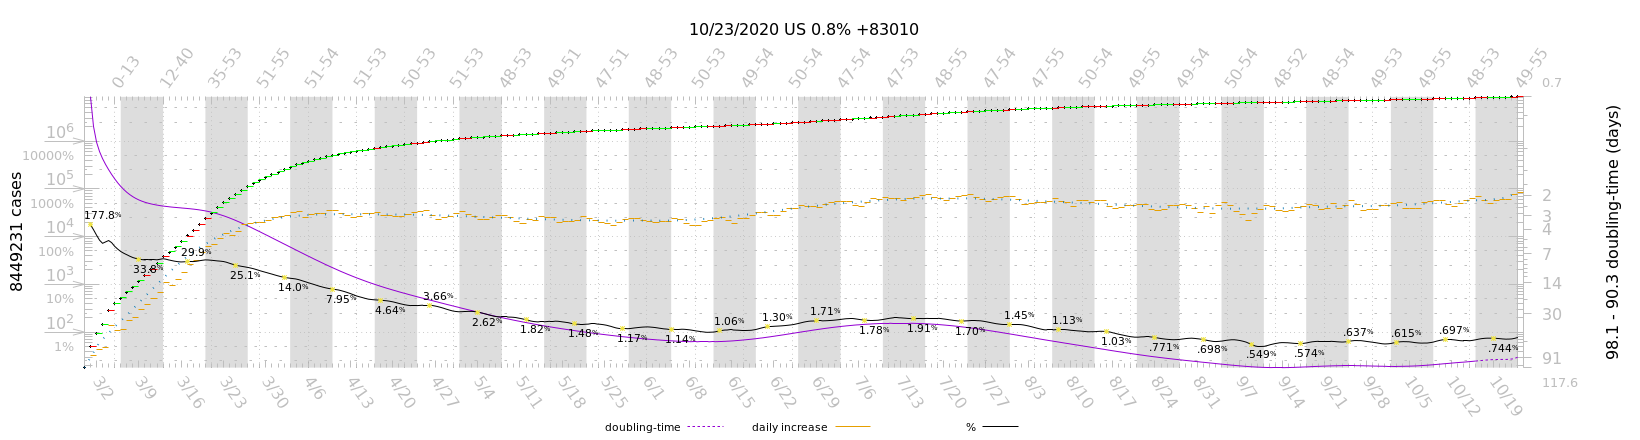 10/23/2020 US 0.8% +83010
0-13 12-40 35-53 51-55 51-54 51-53 50-53 51-53 48-53 49-51 47-51 48-53 50-53 51-54 50-54 47-54 48-55 47-54 47-55 50-54 49-55 49-54 50-54 48-52 48-54 49-53 49-55 48-53 49-55
0.7
10⁶
10000%
10⁵
1000%
10⁴
100%
10³
10%
10²
1%
8449231 cases
177.8% 33.8% 29.9% 25.1% 14.0% 7.95% 4.64% 3.66% 2.62% 1.82% 1.48% 1.17% 1.14% 1.06% 1.30% 1.71% 1.78% 1.91% 1.70% 1.45% 1.13% 1.03% .771% .698% .549% .574% .637% .615% .697% .744%
2
3
4
7
14
30
91
117.6
98.1 - 90.3 doubling-time (days)
3/2 3/9 3/16 3/23 3/30 4/6 4/13 4/20 4/27 5/4 5/11 5/18 5/25 6/1 6/8 6/15 6/22 6/29 7/6 7/13 7/20 7/27 8/3 8/10 8/17 8/24 8/31 9/7 9/14 9/21 9/28 10/5 10/12 10/19
doubling-time daily increase %